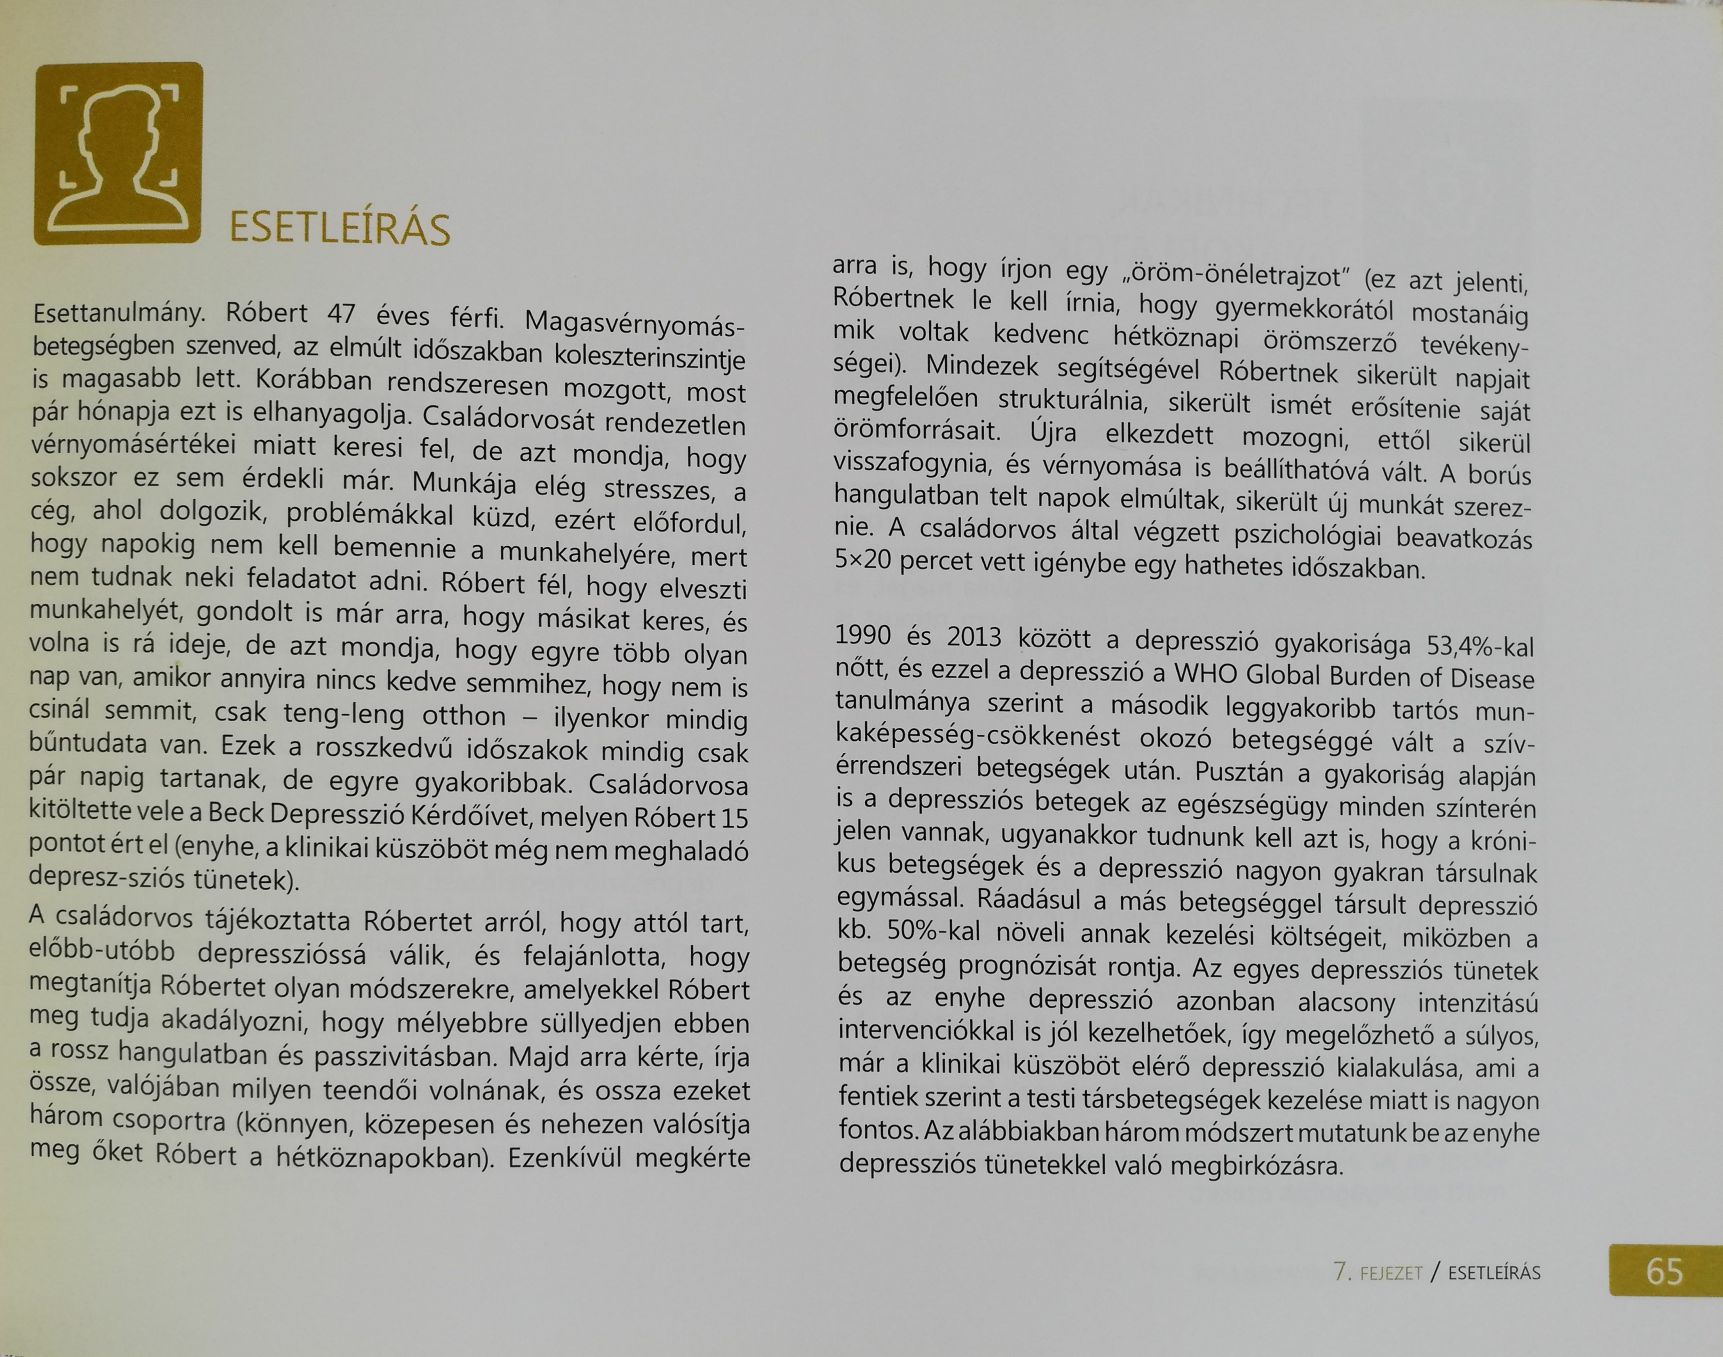 ESETLEÍRÁS
Esettanulmány. Róbert 47 éves férfi. Magasvérnyomás-
betegségben szenved, az elmúlt időszakban koleszterinszintje
is magasabb lett. Korábban rendszeresen mozgott, most
pár hónapja ezt is elhanyagolja. Családorvosát rendezetlen
vérnyomásértékei miatt keresi fel, de azt mondja, hogy
sokszor ez sem érdekli már. Munkája elég stresszes, a
cég, ahol dolgozik, problémákkal küzd, ezért előfordul,
hogy napokig nem kell bemennie a munkahelyére, mert
nem tudnak neki feladatot adni. Róbert fél, hogy elveszti
munkahelyét, gondolt is már arra, hogy másikat keres, és
volna is rá ideje, de azt mondja, hogy egyre több olyan
nap van, amikor annyira nincs kedve semmihez, hogy nem is
csinál semmit, csak teng-leng otthon – ilyenkor mindig
bűntudata van. Ezek a rosszkedvű időszakok mindig csak
pár napig tartanak, de egyre gyakoribbak. Családorvosa
kitöltette vele a Beck Depresszió Kérdőívet, melyen Róbert 15
pontot ért el (enyhe, a klinikai küszöböt még nem meghaladó
depresz-sziós tünetek).
A családorvos tájékoztatta Róbertet arról, hogy attól tart,
előbb-utóbb depresszióssá válik, és felajánlotta, hogy
megtanítja Róbertet olyan módszerekre, amelyekkel Róbert
meg tudja akadályozni, hogy mélyebbre süllyedjen ebben
a rossz hangulatban és passzivitásban. Majd arra kérte, írja
össze, valójában milyen teendői volnának, és ossza ezeket
három csoportra (könnyen, közepesen és nehezen valósítja
meg őket Róbert a hétköznapokban). Ezenkívül megkérte
arra is, hogy írjon egy „öröm-önéletrajzot” (ez azt jelenti,
Róbertnek le kell írnia, hogy gyermekkorától mostanáig
mik voltak kedvenc hétköznapi örömszerző tevékeny-
ségei). Mindezek segítségével Róbertnek sikerült napjait
megfelelően strukturálnia, sikerült ismét erősítenie saját
örömforrásait. Újra elkezdett mozogni, ettől sikerül
visszafogynia, és vérnyomása is beállíthatóvá vált. A borús
hangulatban telt napok elmúltak, sikerült új munkát szerez-
nie. A családorvos által végzett pszichológiai beavatkozás
5×20 percet vett igénybe egy hathetes időszakban.
1990 és 2013 között a depresszió gyakorisága 53,4%-kal
nőtt, és ezzel a depresszió a WHO Global Burden of Disease
tanulmánya szerint a második leggyakoribb tartós mun-
kaképesség-csökkenést okozó betegséggé vált a szív-
érrendszeri betegségek után. Pusztán a gyakoriság alapján
is a depressziós betegek az egészségügy minden színterén
jelen vannak, ugyanakkor tudnunk kell azt is, hogy a króni-
kus betegségek és a depresszió nagyon gyakran társulnak
egymással. Ráadásul a más betegséggel társult depresszió
kb. 50%-kal növeli annak kezelési költségeit, miközben a
betegség prognózisát rontja. Az egyes depressziós tünetek
és az enyhe depresszió azonban alacsony intenzitású
intervenciókkal is jól kezelhetőek, így megelőzhető a súlyos,
már a klinikai küszöböt elérő depresszió kialakulása, ami a
fentiek szerint a testi társbetegségek kezelése miatt is nagyon
fontos. Az alábbiakban három módszert mutatunk be az enyhe
depressziós tünetekkel való megbirkózásra.
7. FEJEZET / ESETLEÍRÁS
65